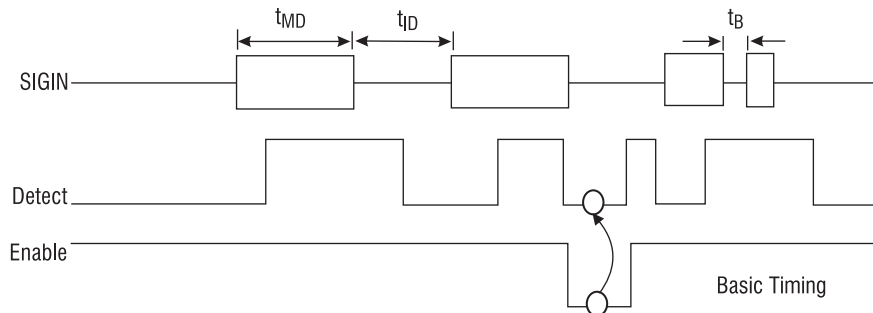 tMD tID tB
SIGIN
Detect
Enable
Basic Timing